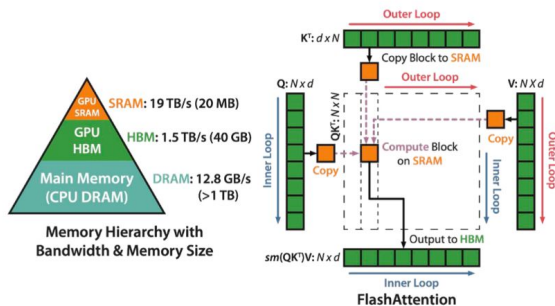 GPU
SRAM
SRAM: 19 TB/s (20 MB)
GPU
HBM
HBM: 1.5 TB/s (40 GB)
Main Memory
(CPU DRAM)
DRAM: 12.8 GB/s
(>1 TB)
Memory Hierarchy with
Bandwidth & Memory Size
Outer Loop
Kᵀ: d x N
Copy Block to SRAM
Outer Loop
Q: N x d
V: N x d
QKᵀ: N x N
Copy
Compute Block
on SRAM
Copy
Inner Loop
Inner Loop
Outer Loop
Output to HBM
sm(QKᵀ)V: N x d
Inner Loop
FlashAttention